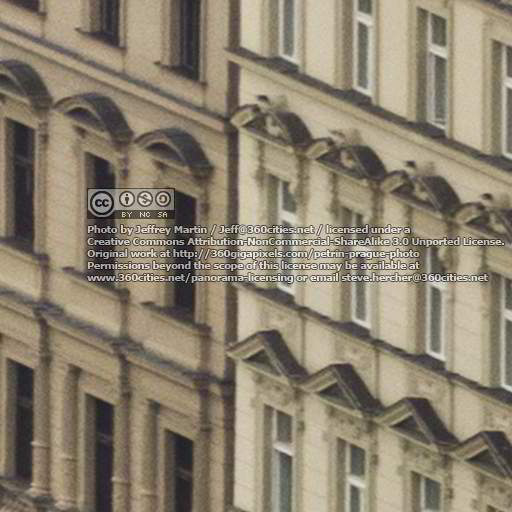 cc
BY NC SA
Photo by Jeffrey Martin / Jeff@360cities.net / licensed under a
Creative Commons Attribution-NonCommercial-ShareAlike 3.0 Unported License.
Original work at http://360gigapixels.com/petrin-prague-photo
Permissions beyond the scope of this license may be available at
www.360cities.net/panorama-licensing or email steve.hercher@360cities.net